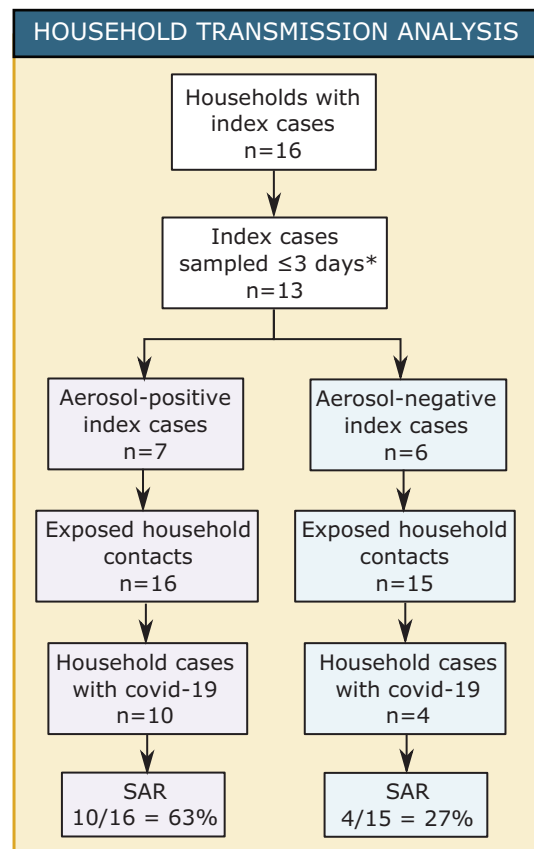 HOUSEHOLD TRANSMISSION ANALYSIS
Households with
index cases
n=16
Index cases
sampled ≤3 days*
n=13
Aerosol-positive
index cases
n=7
Aerosol-negative
index cases
n=6
Exposed household
contacts
n=16
Exposed household
contacts
n=15
Household cases
with covid-19
n=10
Household cases
with covid-19
n=4
SAR
10/16 = 63%
SAR
4/15 = 27%